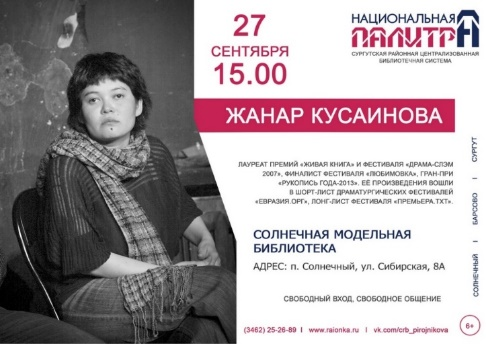 27
СЕНТЯБРЯ
15.00
НАЦИОНАЛЬНАЯ
ПАЛИТРА
СУРГУТСКАЯ РАЙОННАЯ ЦЕНТРАЛИЗОВАННАЯ
БИБЛИОТЕЧНАЯ СИСТЕМА
ЖАНАР КУСАИНОВА
ЛАУРЕАТ ПРЕМИЙ «ЖИВАЯ КНИГА» И ФЕСТИВАЛЯ «ДРАМА-СЛЭМ
2007», ФИНАЛИСТ ФЕСТИВАЛЯ «ЛЮБИМОВКА», ГРАН-ПРИ
«РУКОПИСЬ ГОДА-2013». ЕЁ ПРОИЗВЕДЕНИЯ ВОШЛИ
В ШОРТ-ЛИСТ ДРАМАТУРГИЧЕСКИХ ФЕСТИВАЛЕЙ
«ЕВРАЗИЯ.ОРГ», ЛОНГ-ЛИСТ ФЕСТИВАЛЯ «ПРЕМЬЕРА.ТХТ».
СОЛНЕЧНАЯ МОДЕЛЬНАЯ
БИБЛИОТЕКА
АДРЕС: п. Солнечный, ул. Сибирская, 8А
СВОБОДНЫЙ ВХОД, СВОБОДНОЕ ОБЩЕНИЕ
(3462) 25-26-89 | www.raionka.ru | vk.com/crb_pirojnikova
СОЛНЕЧНЫЙ | БАРСОВО | СУРГУТ
6+